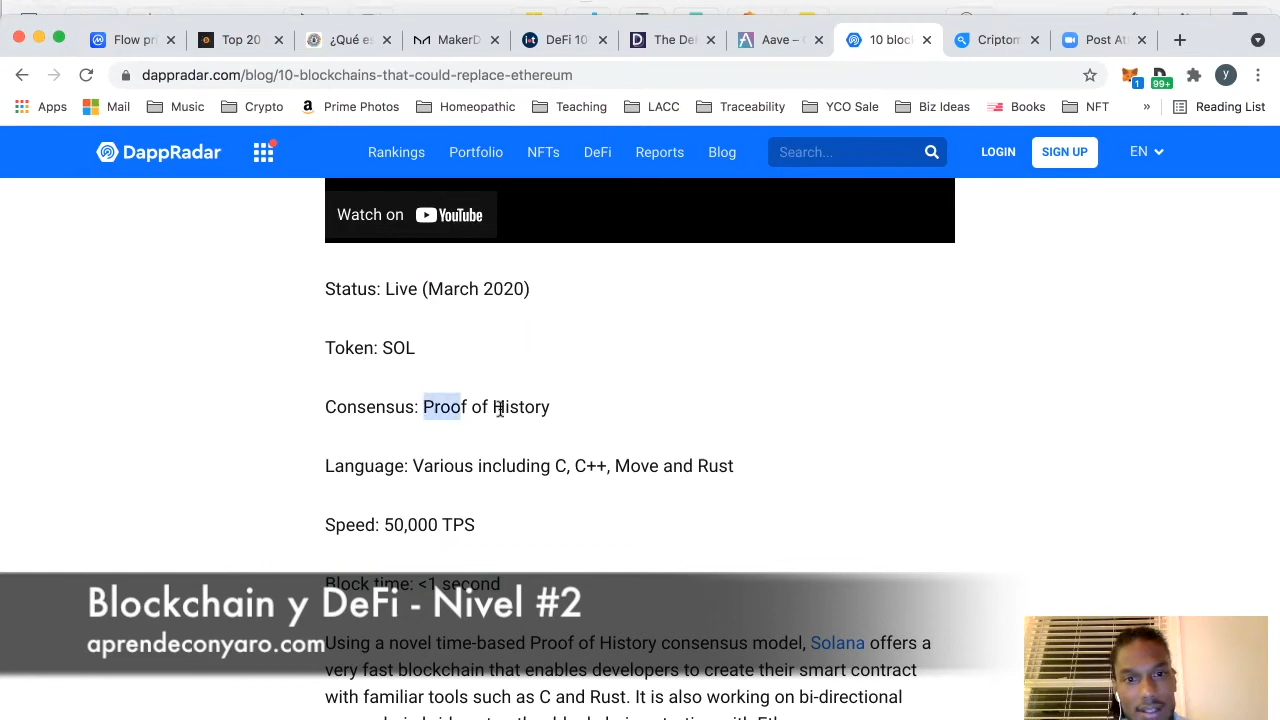 Flow pri
Top 20
¿Qué es
MakerD
DeFi 10
The De
Aave –
10 bloc
Criptom
Post At
dappradar.com/blog/10-blockchains-that-could-replace-ethereum
1
99+
y
Apps
Mail
Music
Crypto
Prime Photos
Homeopathic
Teaching
LACC
Traceability
YCO Sale
Biz Ideas
Books
NFT
»
Reading List
DappRadar
Rankings
Portfolio
NFTs
DeFi
Reports
Blog
Search...
LOGIN
SIGN UP
EN
Watch on YouTube
Status: Live (March 2020)
Token: SOL
Consensus: Proof of History
Language: Various including C, C++, Move and Rust
Speed: 50,000 TPS
Block time: <1 second
Blockchain y DeFi - Nivel #2
aprendeconyaro.com
Using a novel time-based Proof of History consensus model, Solana offers a
very fast blockchain that enables developers to create their smart contract
with familiar tools such as C and Rust. It is also working on bi-directional